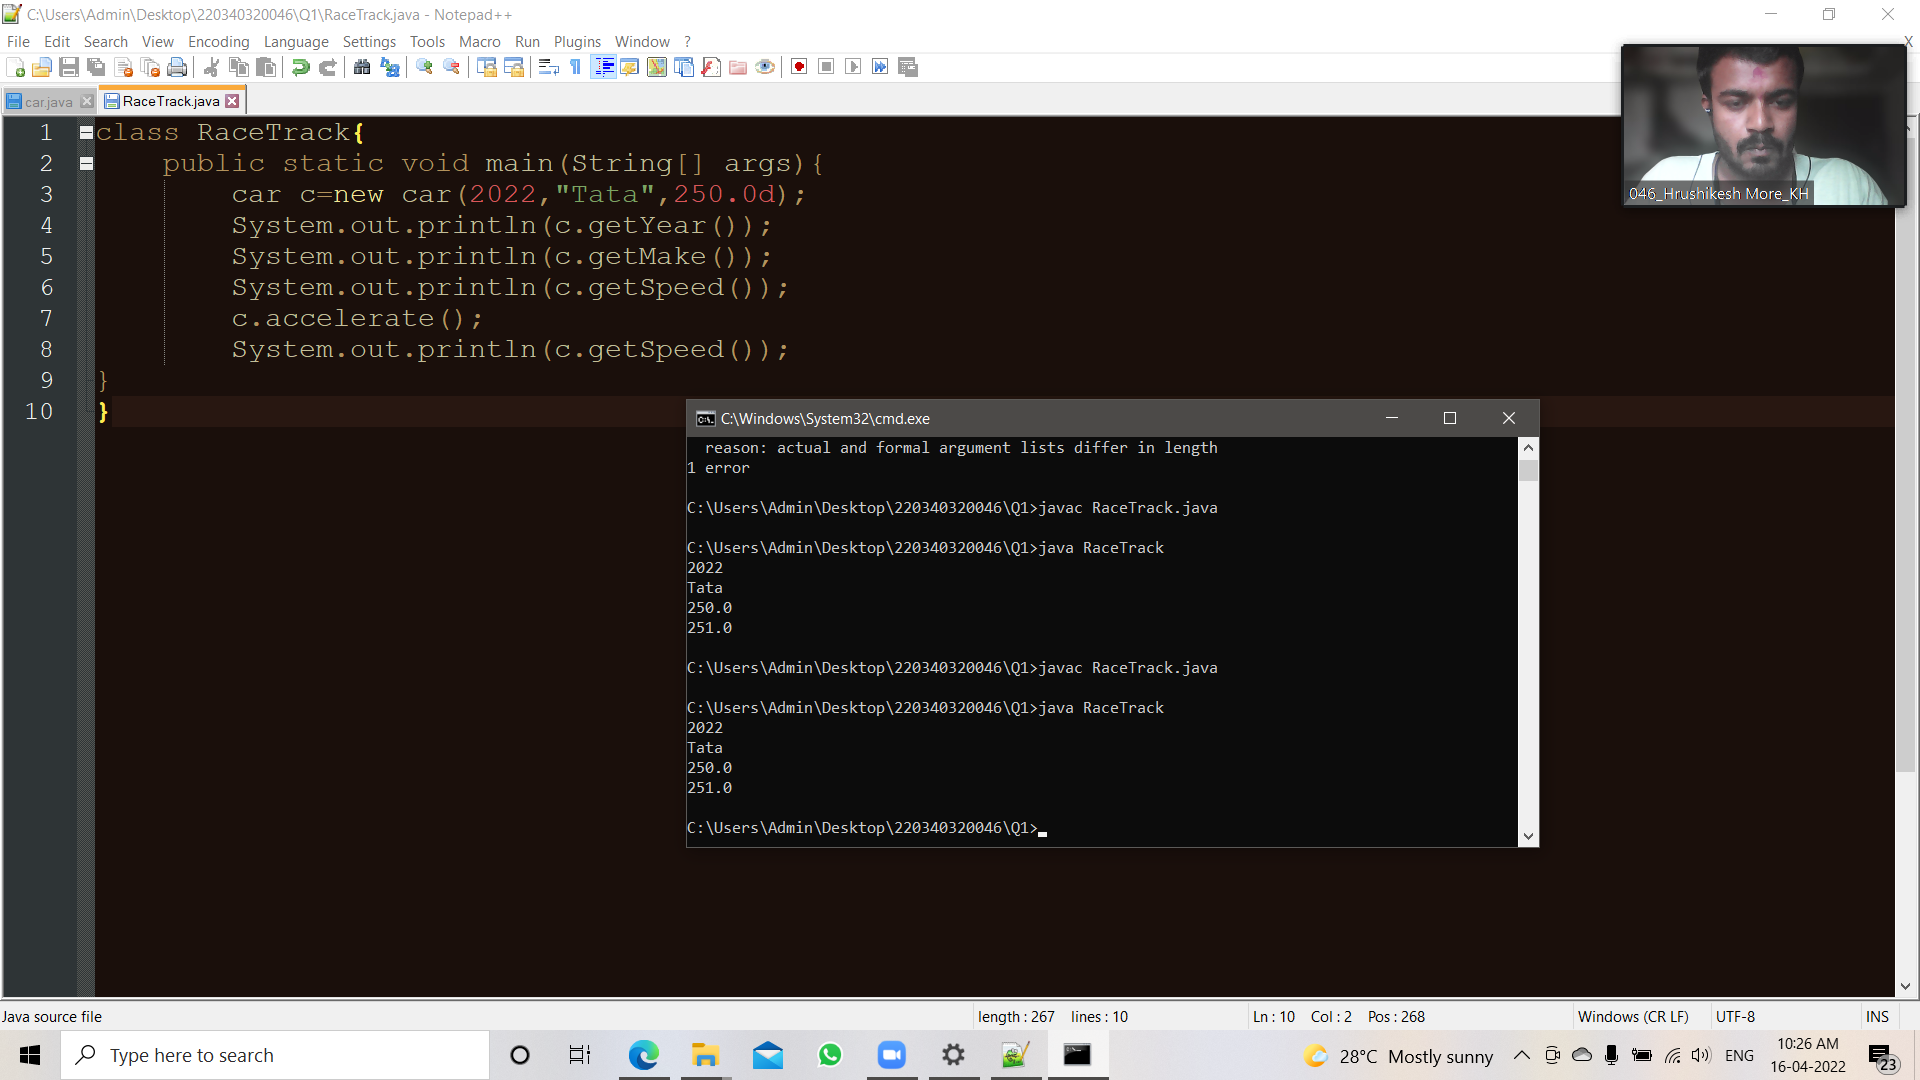 C:\Users\Admin\Desktop\220340320046\Q1\RaceTrack.java - Notepad++
File Edit Search View Encoding Language Settings Tools Macro Run Plugins Window ? X
car.java RaceTrack.java
1 class RaceTrack{
2 public static void main(String[] args){
3 car c=new car(2022,"Tata",250.0d);
4 System.out.println(c.getYear());
5 System.out.println(c.getMake());
6 System.out.println(c.getSpeed());
7 c.accelerate();
8 System.out.println(c.getSpeed());
9 }
10 }
046_Hrushikesh More_KH
C:\Windows\System32\cmd.exe
reason: actual and formal argument lists differ in length
1 error
C:\Users\Admin\Desktop\220340320046\Q1>javac RaceTrack.java
C:\Users\Admin\Desktop\220340320046\Q1>java RaceTrack
2022
Tata
250.0
251.0
C:\Users\Admin\Desktop\220340320046\Q1>javac RaceTrack.java
C:\Users\Admin\Desktop\220340320046\Q1>java RaceTrack
2022
Tata
250.0
251.0
C:\Users\Admin\Desktop\220340320046\Q1>
Java source file length : 267 lines : 10 Ln : 10 Col : 2 Pos : 268 Windows (CR LF) UTF-8 INS
Type here to search 28°C Mostly sunny ENG 10:26 AM
16-04-2022 23